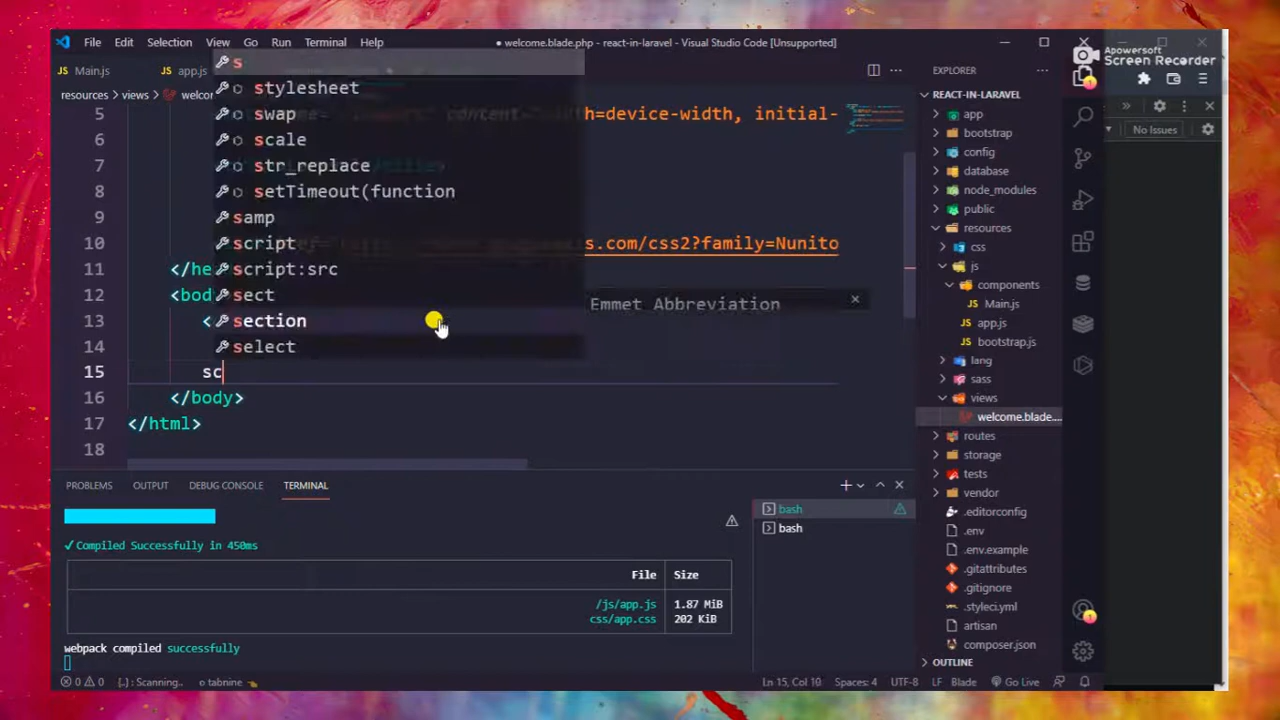 File Edit Selection View Go Run Terminal Help
● welcome.blade.php - react-in-laravel - Visual Studio Code [Unsupported]
Apowersoft
Screen Recorder
JS Main.js
JS app.js
resources > views > welcor
s
stylesheet
swap
scale
str_replace
setTimeout(function
samp
script
script:src
sect
section
select
Emmet Abbreviation
5 th=device-width, initial-
6
7
8
9
10 s.com/css2?family=Nunito
11 </he
12 <bod
13 <
14
15 sc
16 </body>
17 </html>
18
EXPLORER
REACT-IN-LARAVEL
app
bootstrap
config
database
node_modules
public
resources
css
js
components
JS Main.js
JS app.js
JS bootstrap.js
lang
sass
views
welcome.blade....
routes
storage
tests
vendor
.editorconfig
.env
.env.example
.gitattributes
.gitignore
.styleci.yml
artisan
composer.json
OUTLINE
No Issues
PROBLEMS OUTPUT DEBUG CONSOLE TERMINAL
bash
bash
✓Compiled Successfully in 450ms
File Size
/js/app.js 1.87 MiB
css/app.css 202 KiB
webpack compiled successfully
0 0 {..} : Scanning.. tabnine
Ln 15, Col 10 Spaces: 4 UTF-8 LF Blade Go Live